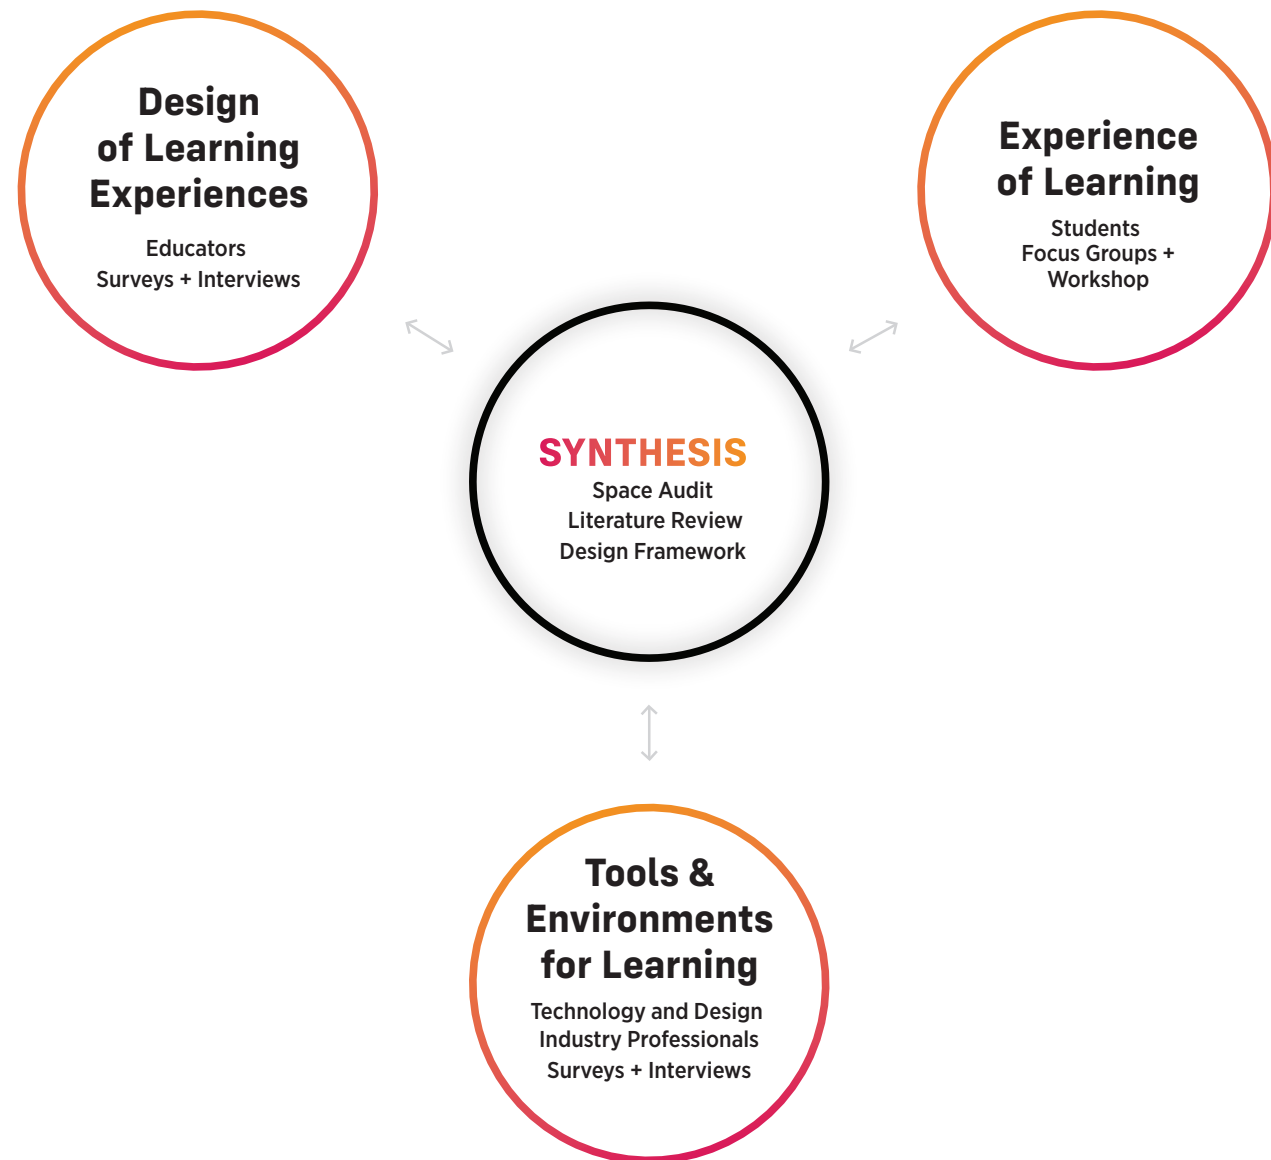 Design
of Learning
Experiences
Educators
Surveys + Interviews
Experience
of Learning
Students
Focus Groups +
Workshop
SYNTHESIS
Space Audit
Literature Review
Design Framework
Tools &
Environments
for Learning
Technology and Design
Industry Professionals
Surveys + Interviews